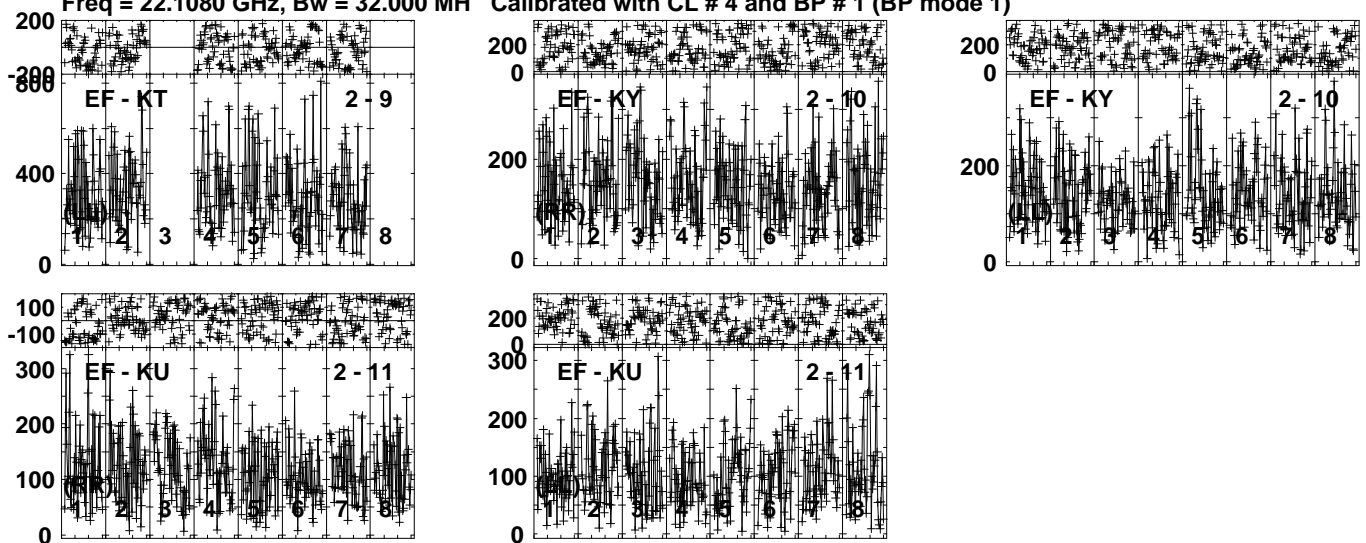 Freq = 22.1080 GHz, Bw = 32.000 MH Calibrated with CL # 4 and BP # 1 (BP mode 1)
200
-200
800
400
0
EF - KT 2 - 9
(LL)
1 2 3 4 5 6 7 8
200
0
200
0
EF - KY 2 - 10
(RR)
1 2 3 4 5 6 7 8
200
0
200
0
EF - KY 2 - 10
(LL)
1 2 3 4 5 6 7 8
100
-100
300
200
100
0
EF - KU 2 - 11
(RR)
1 2 3 4 5 6 7 8
200
0
300
200
100
0
EF - KU 2 - 11
(LL)
1 2 3 4 5 6 7 8